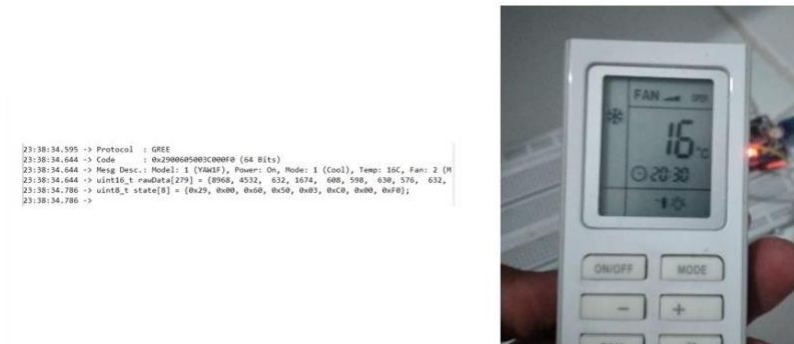 23:38:34.595 -> Protocol  : GREE
23:38:34.644 -> Code      : 0x2900605003C000F0 (64 Bits)
23:38:34.644 -> Mesg Desc.: Model: 1 (YAW1F), Power: On, Mode: 1 (Cool), Temp: 16C, Fan: 2 (M
23:38:34.644 -> uint16_t rawData[279] = {8968, 4532,  632, 1674,  608, 598,  630, 576,  632,
23:38:34.786 -> uint8_t state[8] = {0x29, 0x00, 0x60, 0x50, 0x03, 0xC0, 0x00, 0xF0};
23:38:34.786 ->
FAN OPER
16 °C
20:30
ON/OFF MODE
- +